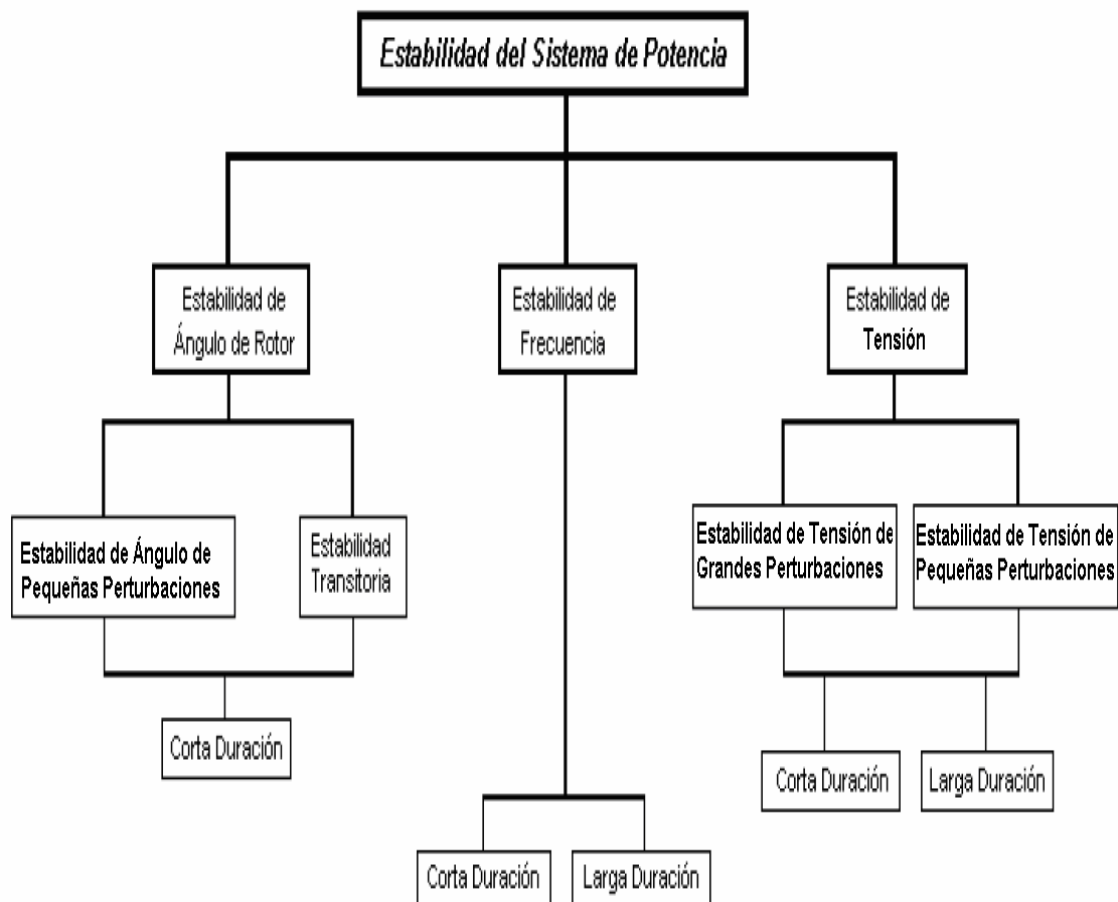 Estabilidad del Sistema de Potencia
Estabilidad de
Ángulo de Rotor
Estabilidad de
Frecuencia
Estabilidad de
Tensión
Estabilidad de Ángulo de
Pequeñas Perturbaciones
Estabilidad
Transitoria
Estabilidad de Tensión de
Grandes Perturbaciones
Estabilidad de Tensión de
Pequeñas Perturbaciones
Corta Duración
Corta Duración
Larga Duración
Corta Duración
Larga Duración